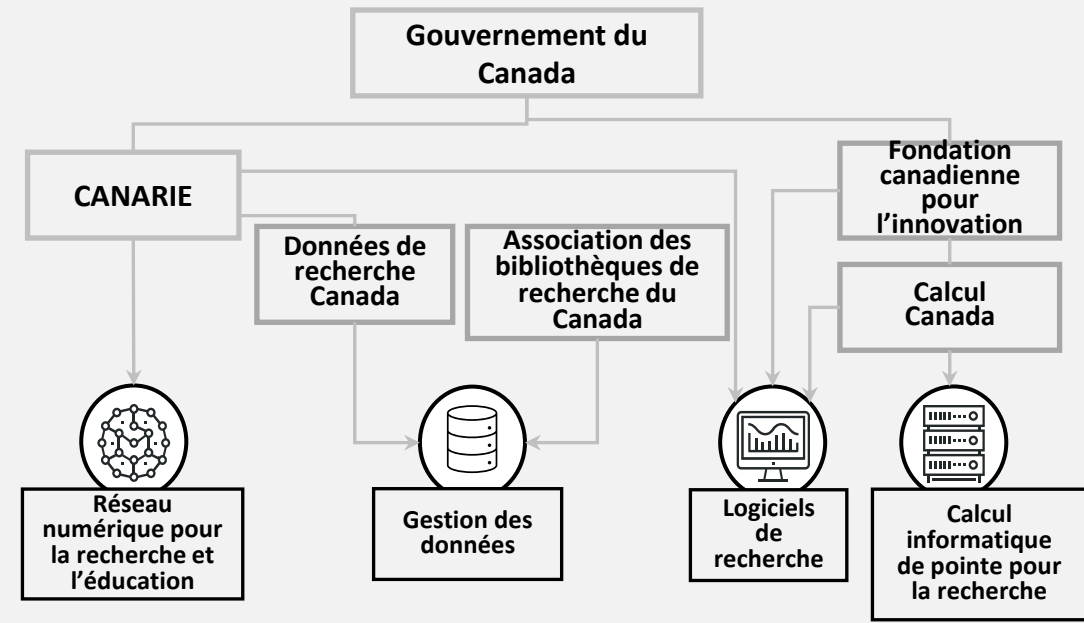 Gouvernement du
Canada
CANARIE
Fondation
canadienne
pour
l’innovation
Données de
recherche
Canada
Association des
bibliothèques de
recherche du
Canada
Calcul
Canada
Réseau
numérique pour
la recherche et
l’éducation
Gestion des
données
Logiciels
de
recherche
Calcul
informatique
de pointe pour
la recherche